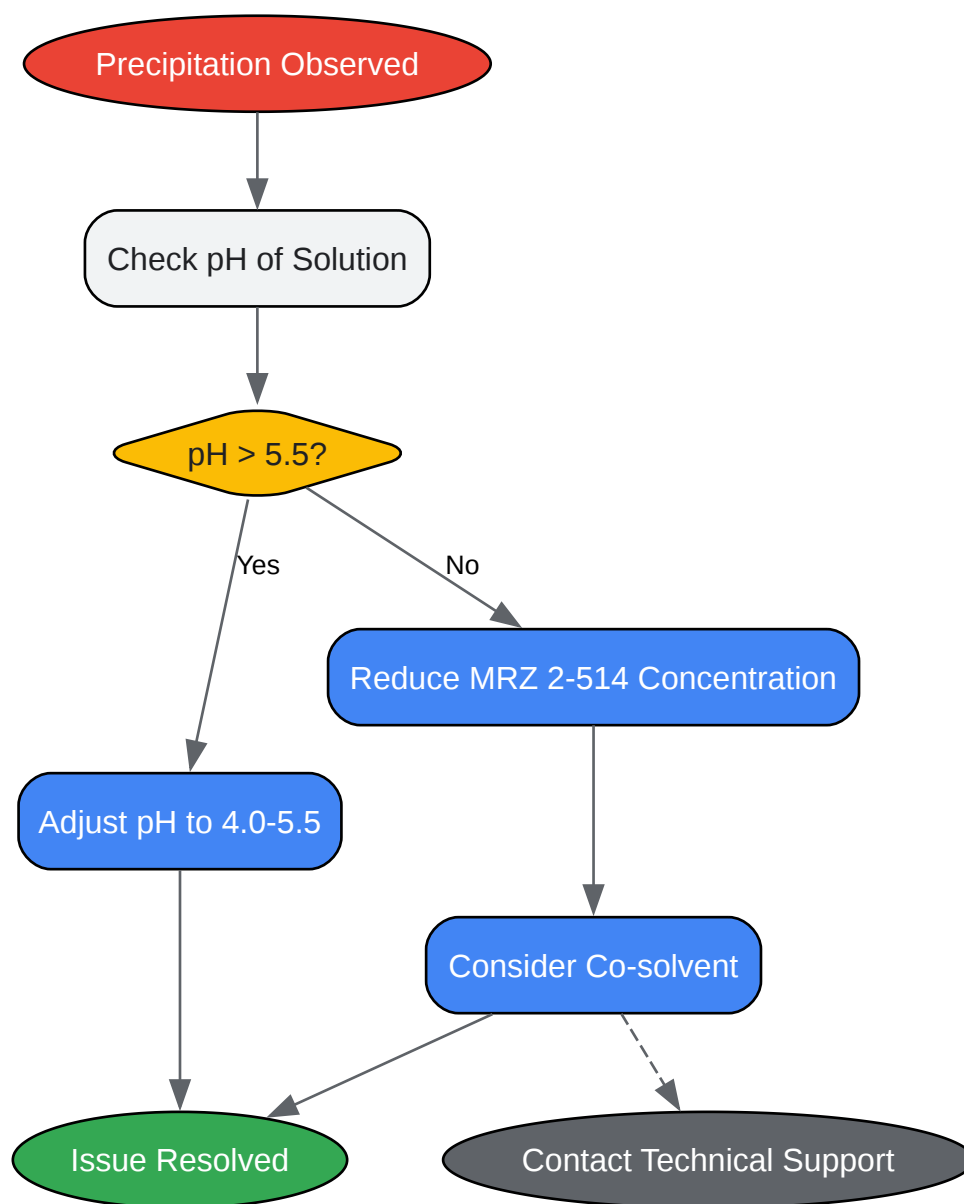 Precipitation Observed
Check pH of Solution
pH > 5.5?
Yes
No
Reduce MRZ 2-514 Concentration
Adjust pH to 4.0-5.5
Consider Co-solvent
Issue Resolved
Contact Technical Support